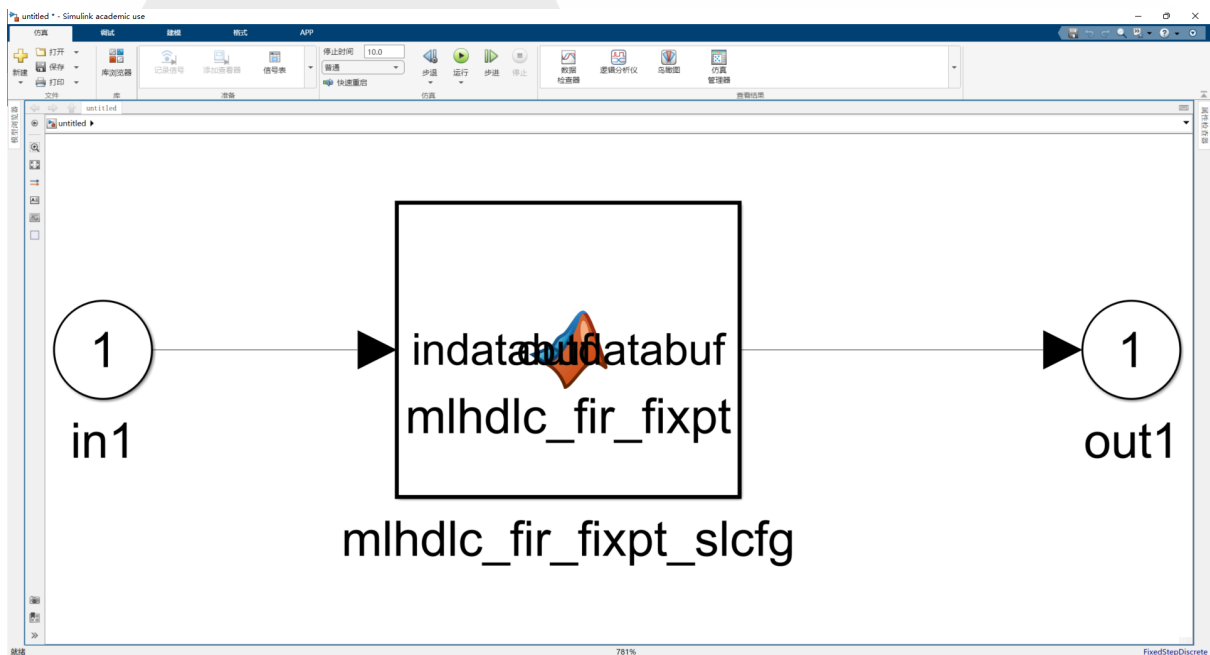 untitled * - Simulink academic use
仿真 调试 建模 格式 APP
新建
打开
保存
打印
文件
库浏览器
库
记录信号 添加查看器 信号表
准备
停止时间 10.0
普通
快速重启
步退 运行 步进 停止
仿真
数据检查器
逻辑分析仪 鸟瞰图
仿真管理器
查看结果
模型浏览器
untitled
untitled
属性检查器
1
in1
indatabuf outdatabuf
mlhdlc_fir_fixpt
mlhdlc_fir_fixpt_slcfg
1
out1
就绪 781% FixedStepDiscrete